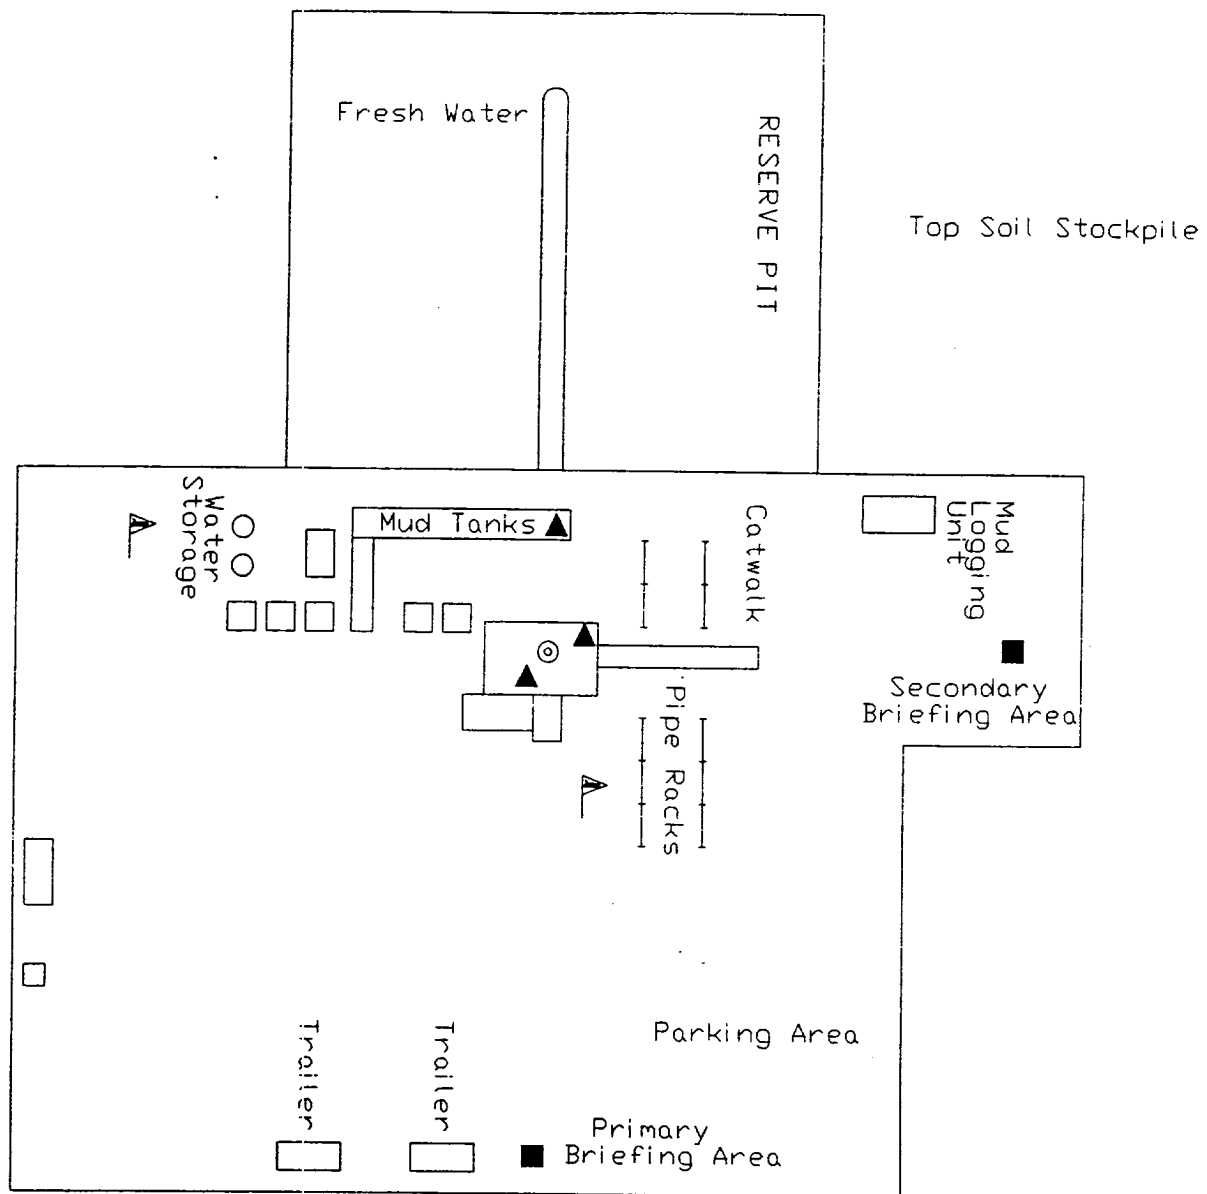 Fresh Water
RESERVE PIT
Top Soil Stockpile
Water
Storage
Mud Tanks
Catwalk
Mud
Logging
Unit
Secondary
Briefing Area
Pipe Racks
Parking Area
Trailer
Trailer
Primary
Briefing Area